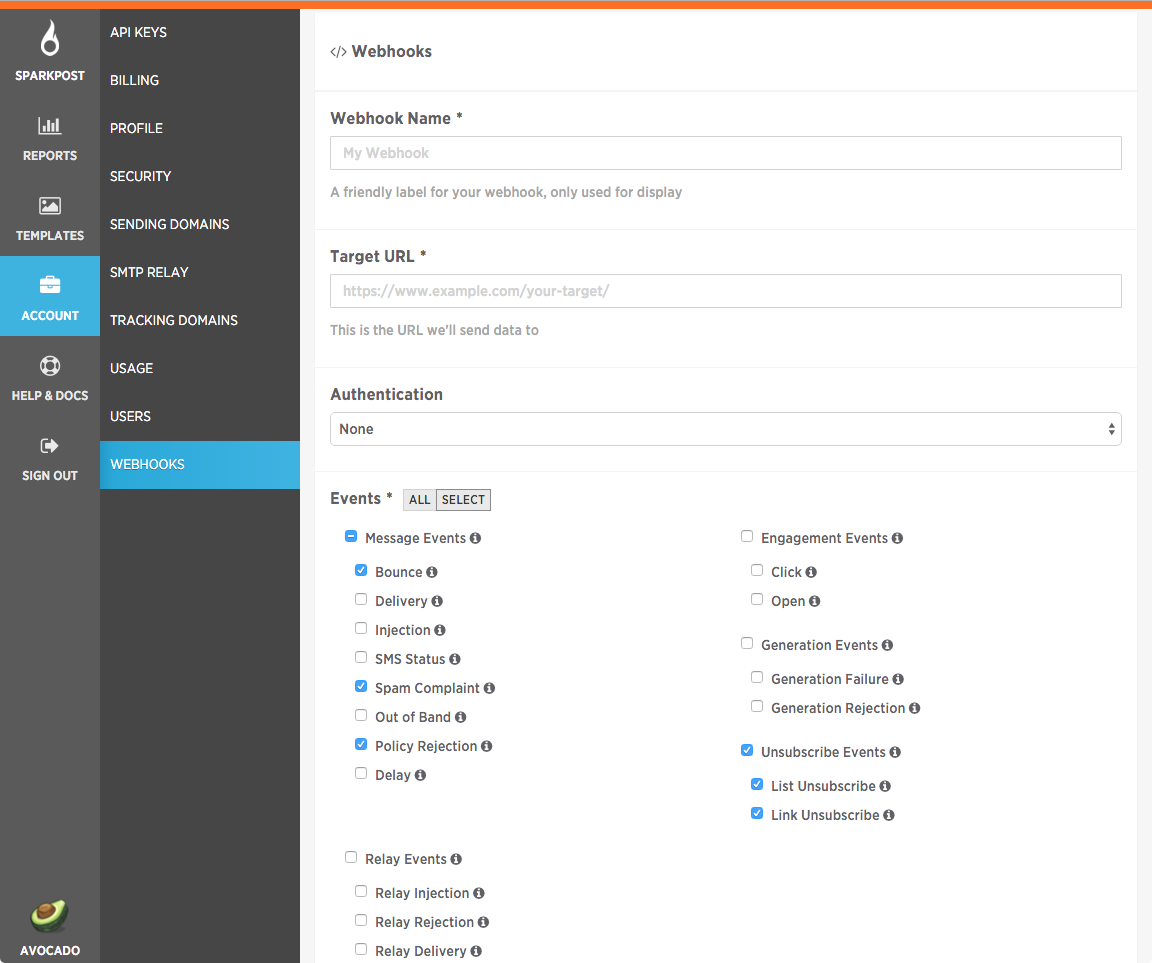 SPARKPOST
REPORTS
TEMPLATES
ACCOUNT
HELP & DOCS
SIGN OUT
AVOCADO
API KEYS
BILLING
PROFILE
SECURITY
SENDING DOMAINS
SMTP RELAY
TRACKING DOMAINS
USAGE
USERS
WEBHOOKS
</> Webhooks
Webhook Name *
My Webhook
A friendly label for your webhook, only used for display
Target URL *
https://www.example.com/your-target/
This is the URL we'll send data to
Authentication
None
Events * ALL SELECT
Message Events
Bounce
Delivery
Injection
SMS Status
Spam Complaint
Out of Band
Policy Rejection
Delay
Engagement Events
Click
Open
Generation Events
Generation Failure
Generation Rejection
Unsubscribe Events
List Unsubscribe
Link Unsubscribe
Relay Events
Relay Injection
Relay Rejection
Relay Delivery